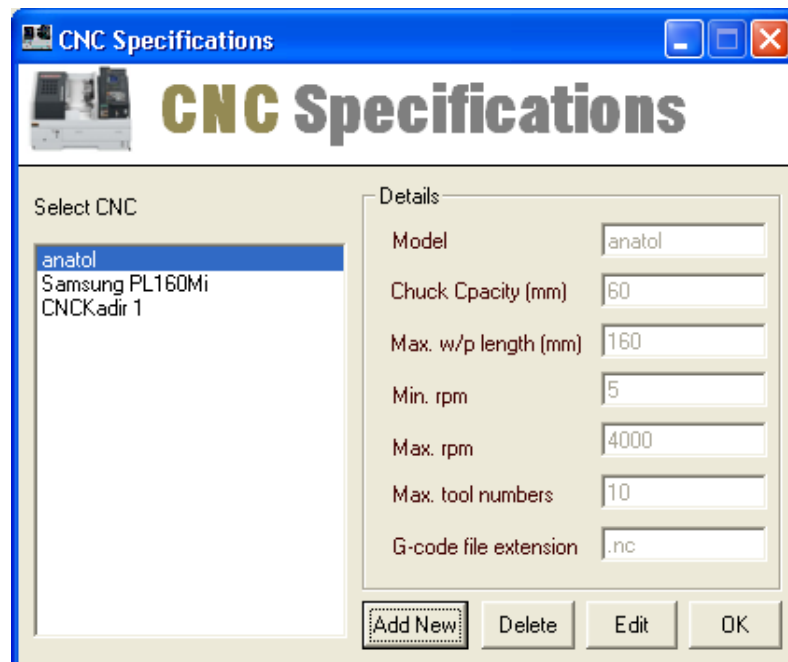 CNC Specifications
CNC Specifications
Select CNC
anatol
Samsung PL160Mi
CNCKadir 1
Details
Model anatol
Chuck Cpacity (mm) 60
Max. w/p length (mm) 160
Min. rpm 5
Max. rpm 4000
Max. tool numbers 10
G-code file extension .nc
Add New Delete Edit OK